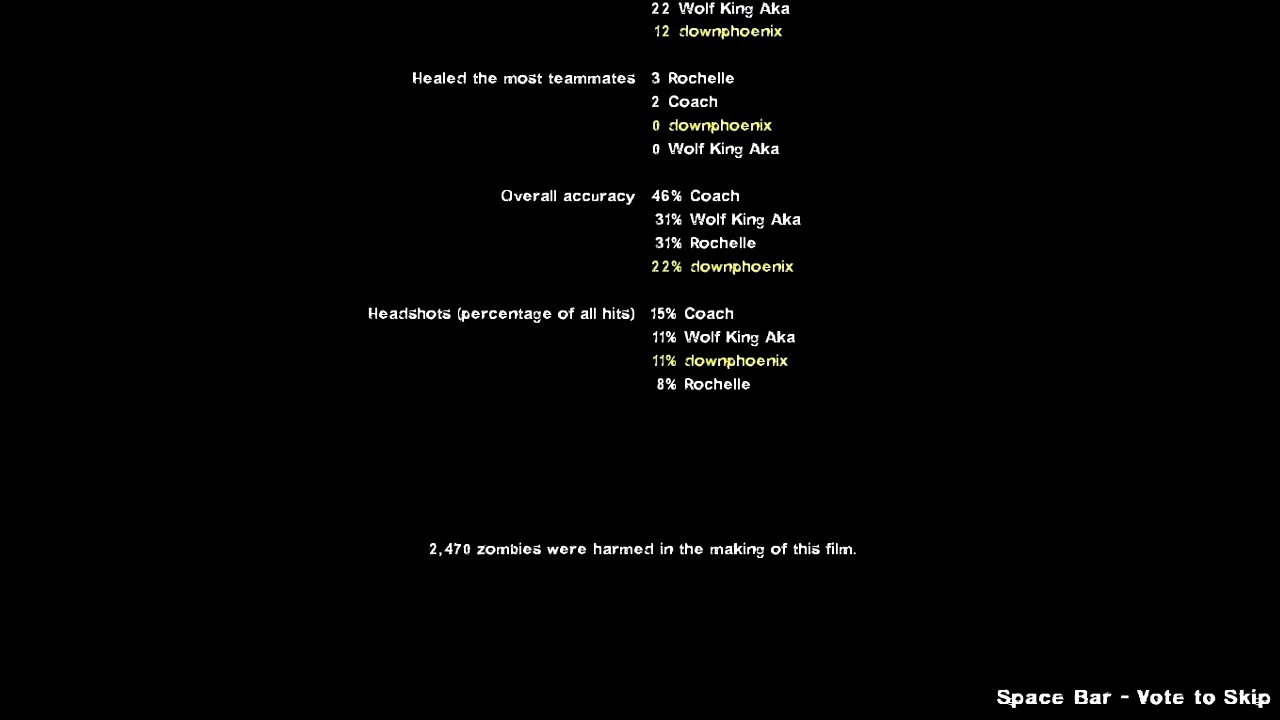 22 Wolf King Aka
12 downphoenix
Healed the most teammates 3 Rochelle
2 Coach
0 downphoenix
0 Wolf King Aka
Overall accuracy 46% Coach
31% Wolf King Aka
31% Rochelle
22% downphoenix
Headshots (percentage of all hits) 15% Coach
11% Wolf King Aka
11% downphoenix
8% Rochelle
2,470 zombies were harmed in the making of this film.
Space Bar - Vote to Skip